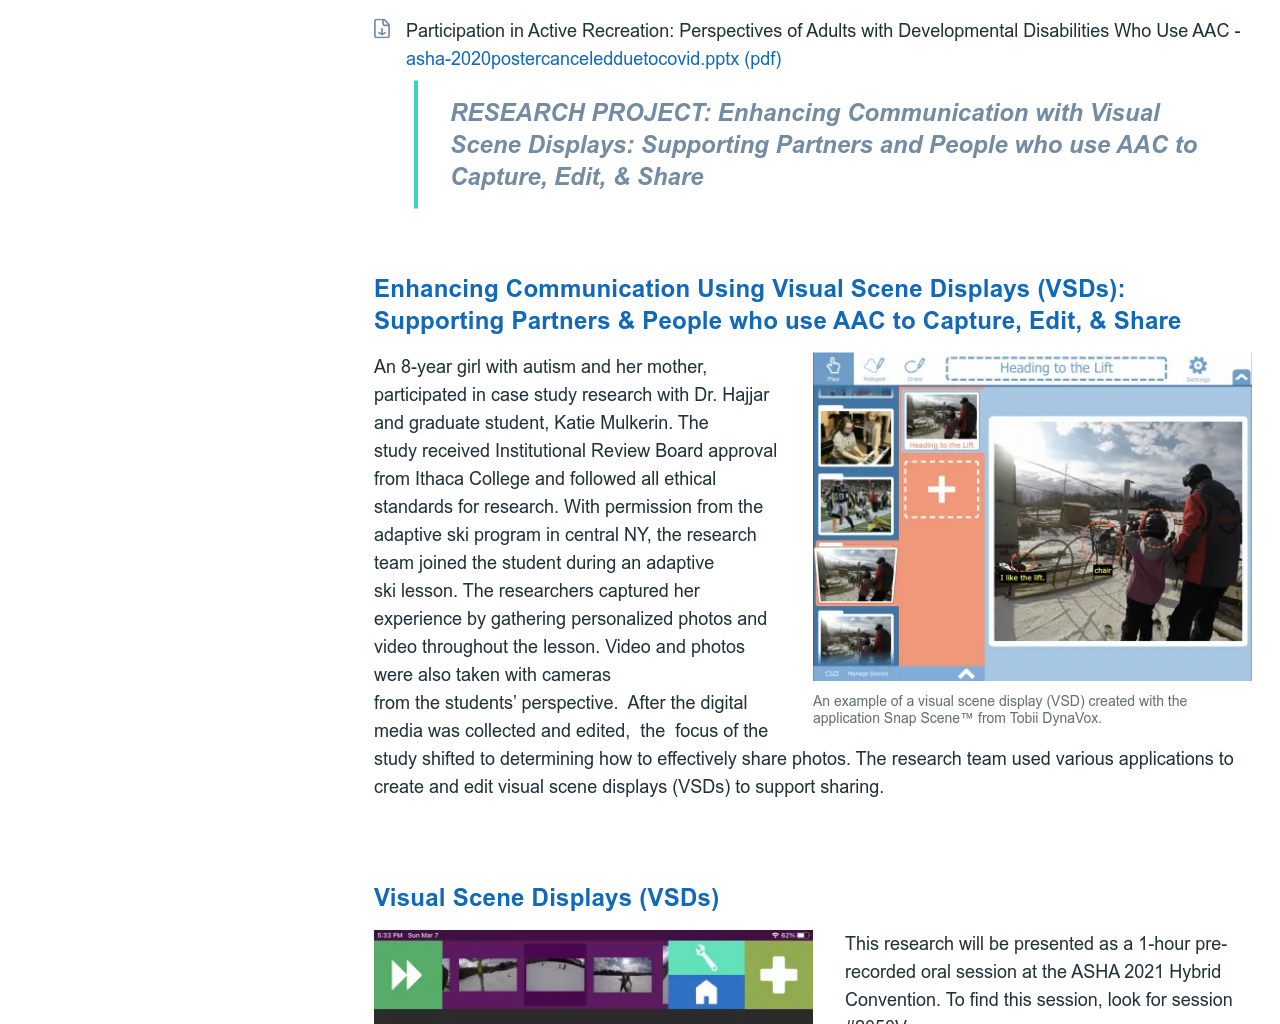 Participation in Active Recreation: Perspectives of Adults with Developmental Disabilities Who Use AAC -
asha-2020postercanceledduetocovid.pptx (pdf)
RESEARCH PROJECT: Enhancing Communication with Visual
Scene Displays: Supporting Partners and People who use AAC to
Capture, Edit, & Share
Enhancing Communication Using Visual Scene Displays (VSDs):
Supporting Partners & People who use AAC to Capture, Edit, & Share
An 8-year girl with autism and her mother,
participated in case study research with Dr. Hajjar
and graduate student, Katie Mulkerin. The
study received Institutional Review Board approval
from Ithaca College and followed all ethical
standards for research. With permission from the
adaptive ski program in central NY, the research
team joined the student during an adaptive
ski lesson. The researchers captured her
experience by gathering personalized photos and
video throughout the lesson. Video and photos
were also taken with cameras
from the students’ perspective.  After the digital
media was collected and edited,  the  focus of the
study shifted to determining how to effectively share photos. The research team used various applications to
create and edit visual scene displays (VSDs) to support sharing.
Play
Hotspot
Draw
Heading to the Lift
Settings
Heading to the Lift
I like the lift.
chair
Manage Scenes
An example of a visual scene display (VSD) created with the
application Snap Scene™ from Tobii DynaVox.
Visual Scene Displays (VSDs)
5:33 PM Sun Mar 7
62%
This research will be presented as a 1-hour pre-
recorded oral session at the ASHA 2021 Hybrid
Convention. To find this session, look for session